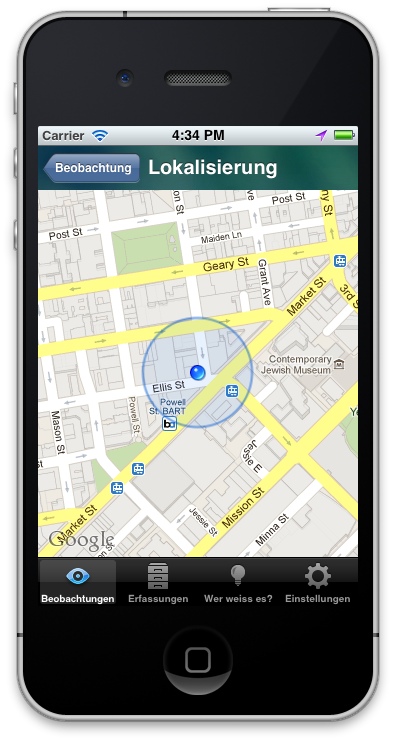 Carrier
4:34 PM
Beobachtung
Lokalisierung
Post St
Post St
Maiden Ln
Geary St
Grant Ave
Market St
3rd S
Contemporary
Jewish Museum
Ellis St
Powell
St BART
Powell St
Mason St
Jessie St
Jessie St
Mission St
Minna St
Market St
Google
Beobachtungen
Erfassungen
Wer weiss es?
Einstellungen